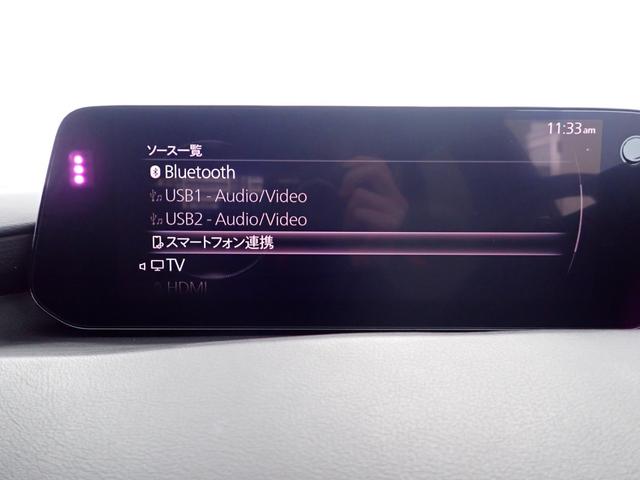 11:33am
ソース一覧
Bluetooth
USB1 - Audio/Video
USB2 - Audio/Video
スマートフォン連携
TV
HDMI